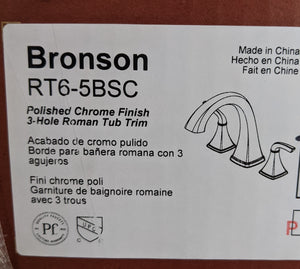 Bronson
RT6-5BSC
Polished Chrome Finish
3-Hole Roman Tub Trim
Acabado de cromo pulido
Borde para bañera romana con 3
agujeros
Fini chrome poli
Garniture de baignoire romaine
avec 3 trous
Made in China
Hecho en China
Fait en Chine
Pf
UPC
P